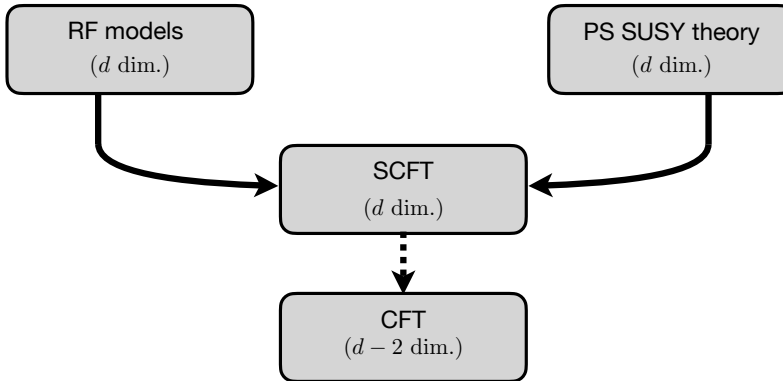 RF models
(d dim.)
PS SUSY theory
(d dim.)
SCFT
(d dim.)
CFT
(d − 2 dim.)